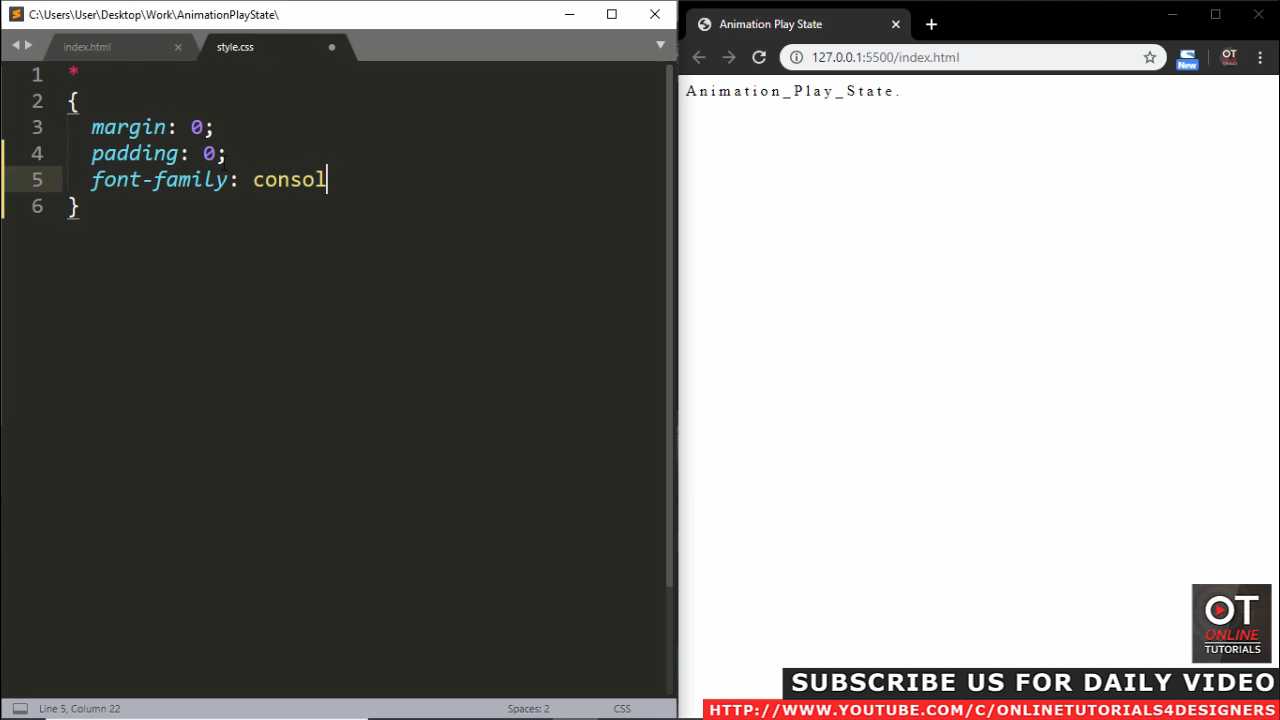 C:\Users\User\Desktop\Work\AnimationPlayState\
index.html
style.css
1 *
2 {
3 margin: 0;
4 padding: 0;
5 font-family: consol
6 }
Line 5, Column 22
Spaces: 2
CSS
Animation Play State
127.0.0.1:5500/index.html
New
OT
Animation_Play_State.
OT
ONLINE
TUTORIALS
SUBSCRIBE US FOR DAILY VIDEO
HTTP://WWW.YOUTUBE.COM/C/ONLINETUTORIALS4DESIGNERS